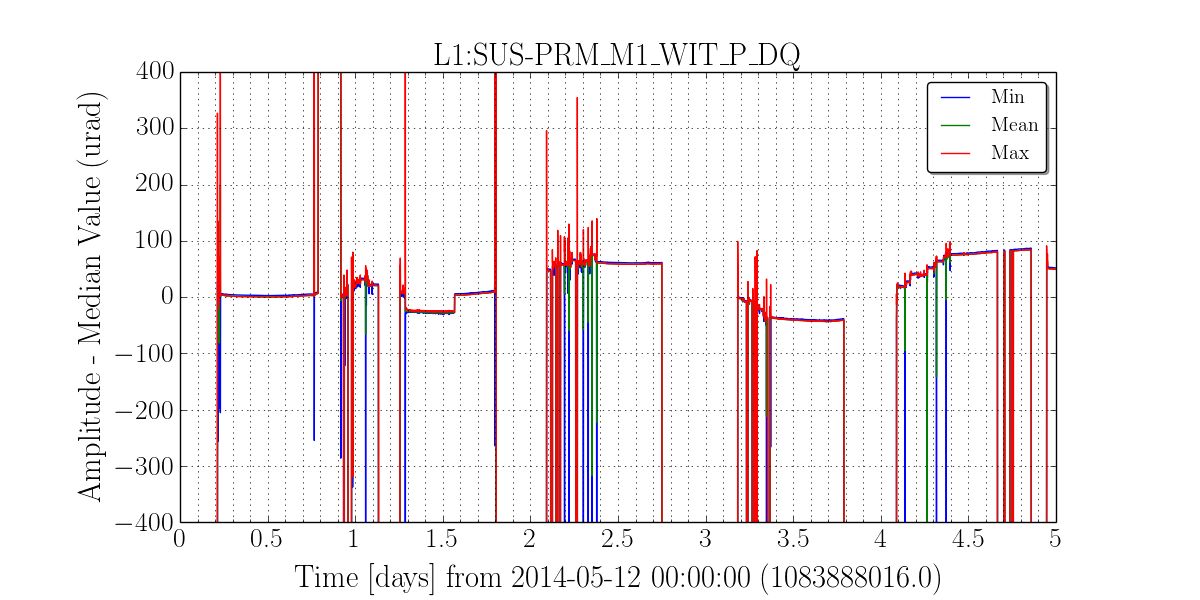 L1:SUS-PRM_M1_WIT_P_DQ
Amplitude - Median Value (urad)
400
300
200
100
0
−100
−200
−300
−400
Min
Mean
Max
0 0.5 1 1.5 2 2.5 3 3.5 4 4.5 5
Time [days] from 2014-05-12 00:00:00 (1083888016.0)